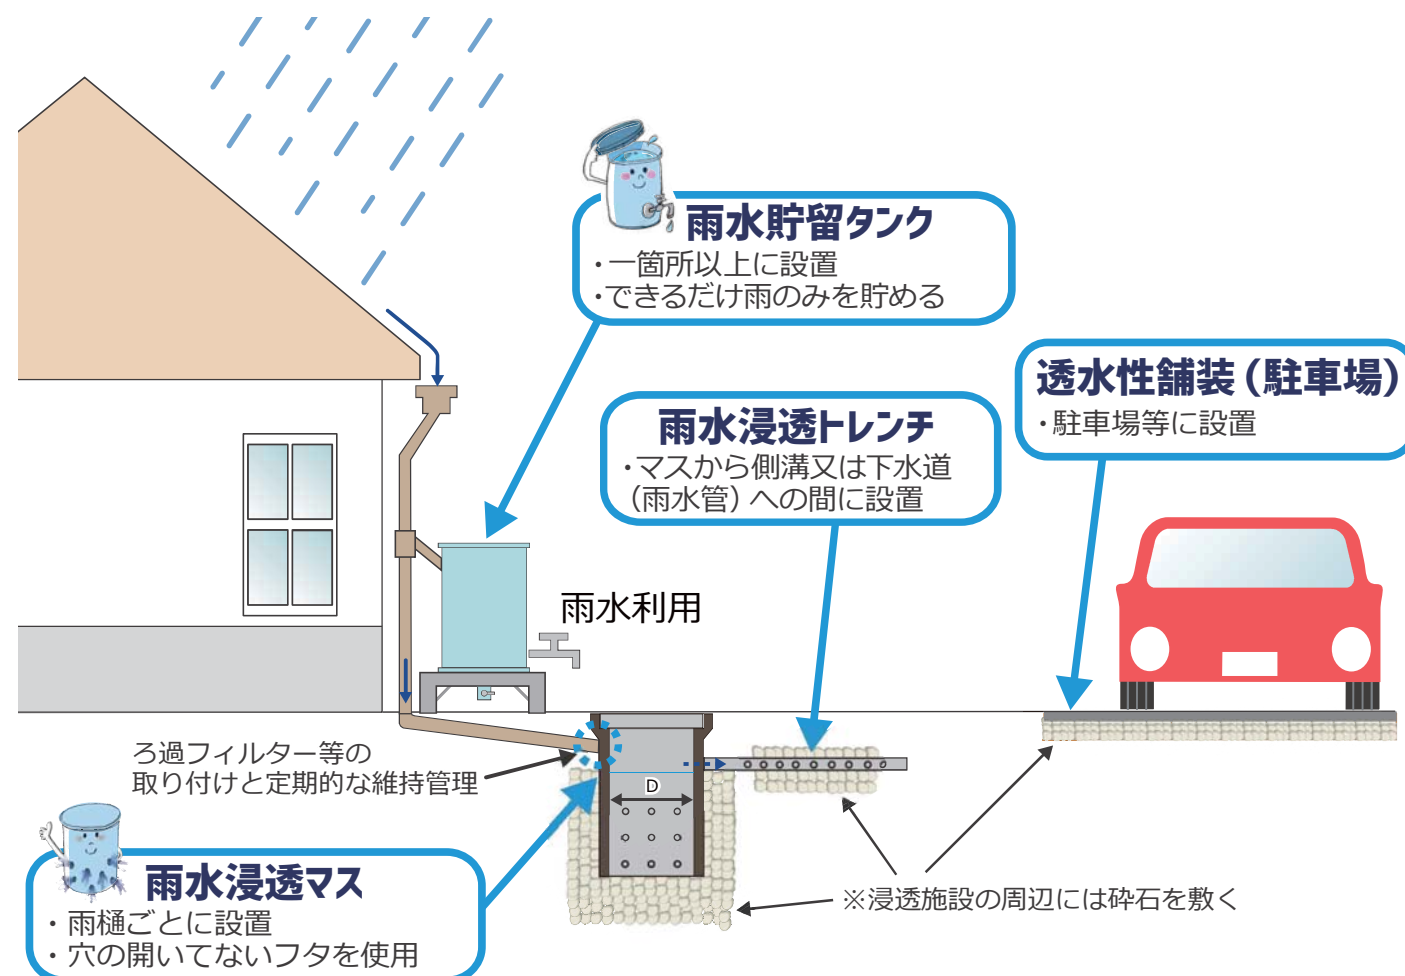 雨水貯留タンク
・一箇所以上に設置
・できるだけ雨のみを貯める
透水性舗装（駐車場）
・駐車場等に設置
雨水浸透トレンチ
・マスから側溝又は下水道
（雨水管）への間に設置
雨水利用
ろ過フィルター等の
取り付けと定期的な維持管理
D
雨水浸透マス
・雨樋ごとに設置
・穴の開いてないフタを使用
※浸透施設の周辺には砕石を敷く